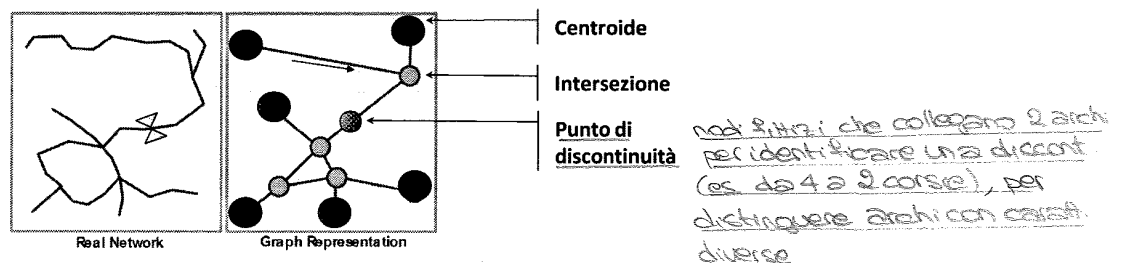 Centroide
Intersezione
Punto di
discontinuità
nodi fittizi che collegano 2 archi
per identificare una discont.
(es da 4 a 2 corsie), per
distinguere archi con caratt.
diverse
Real Network
Graph Representation